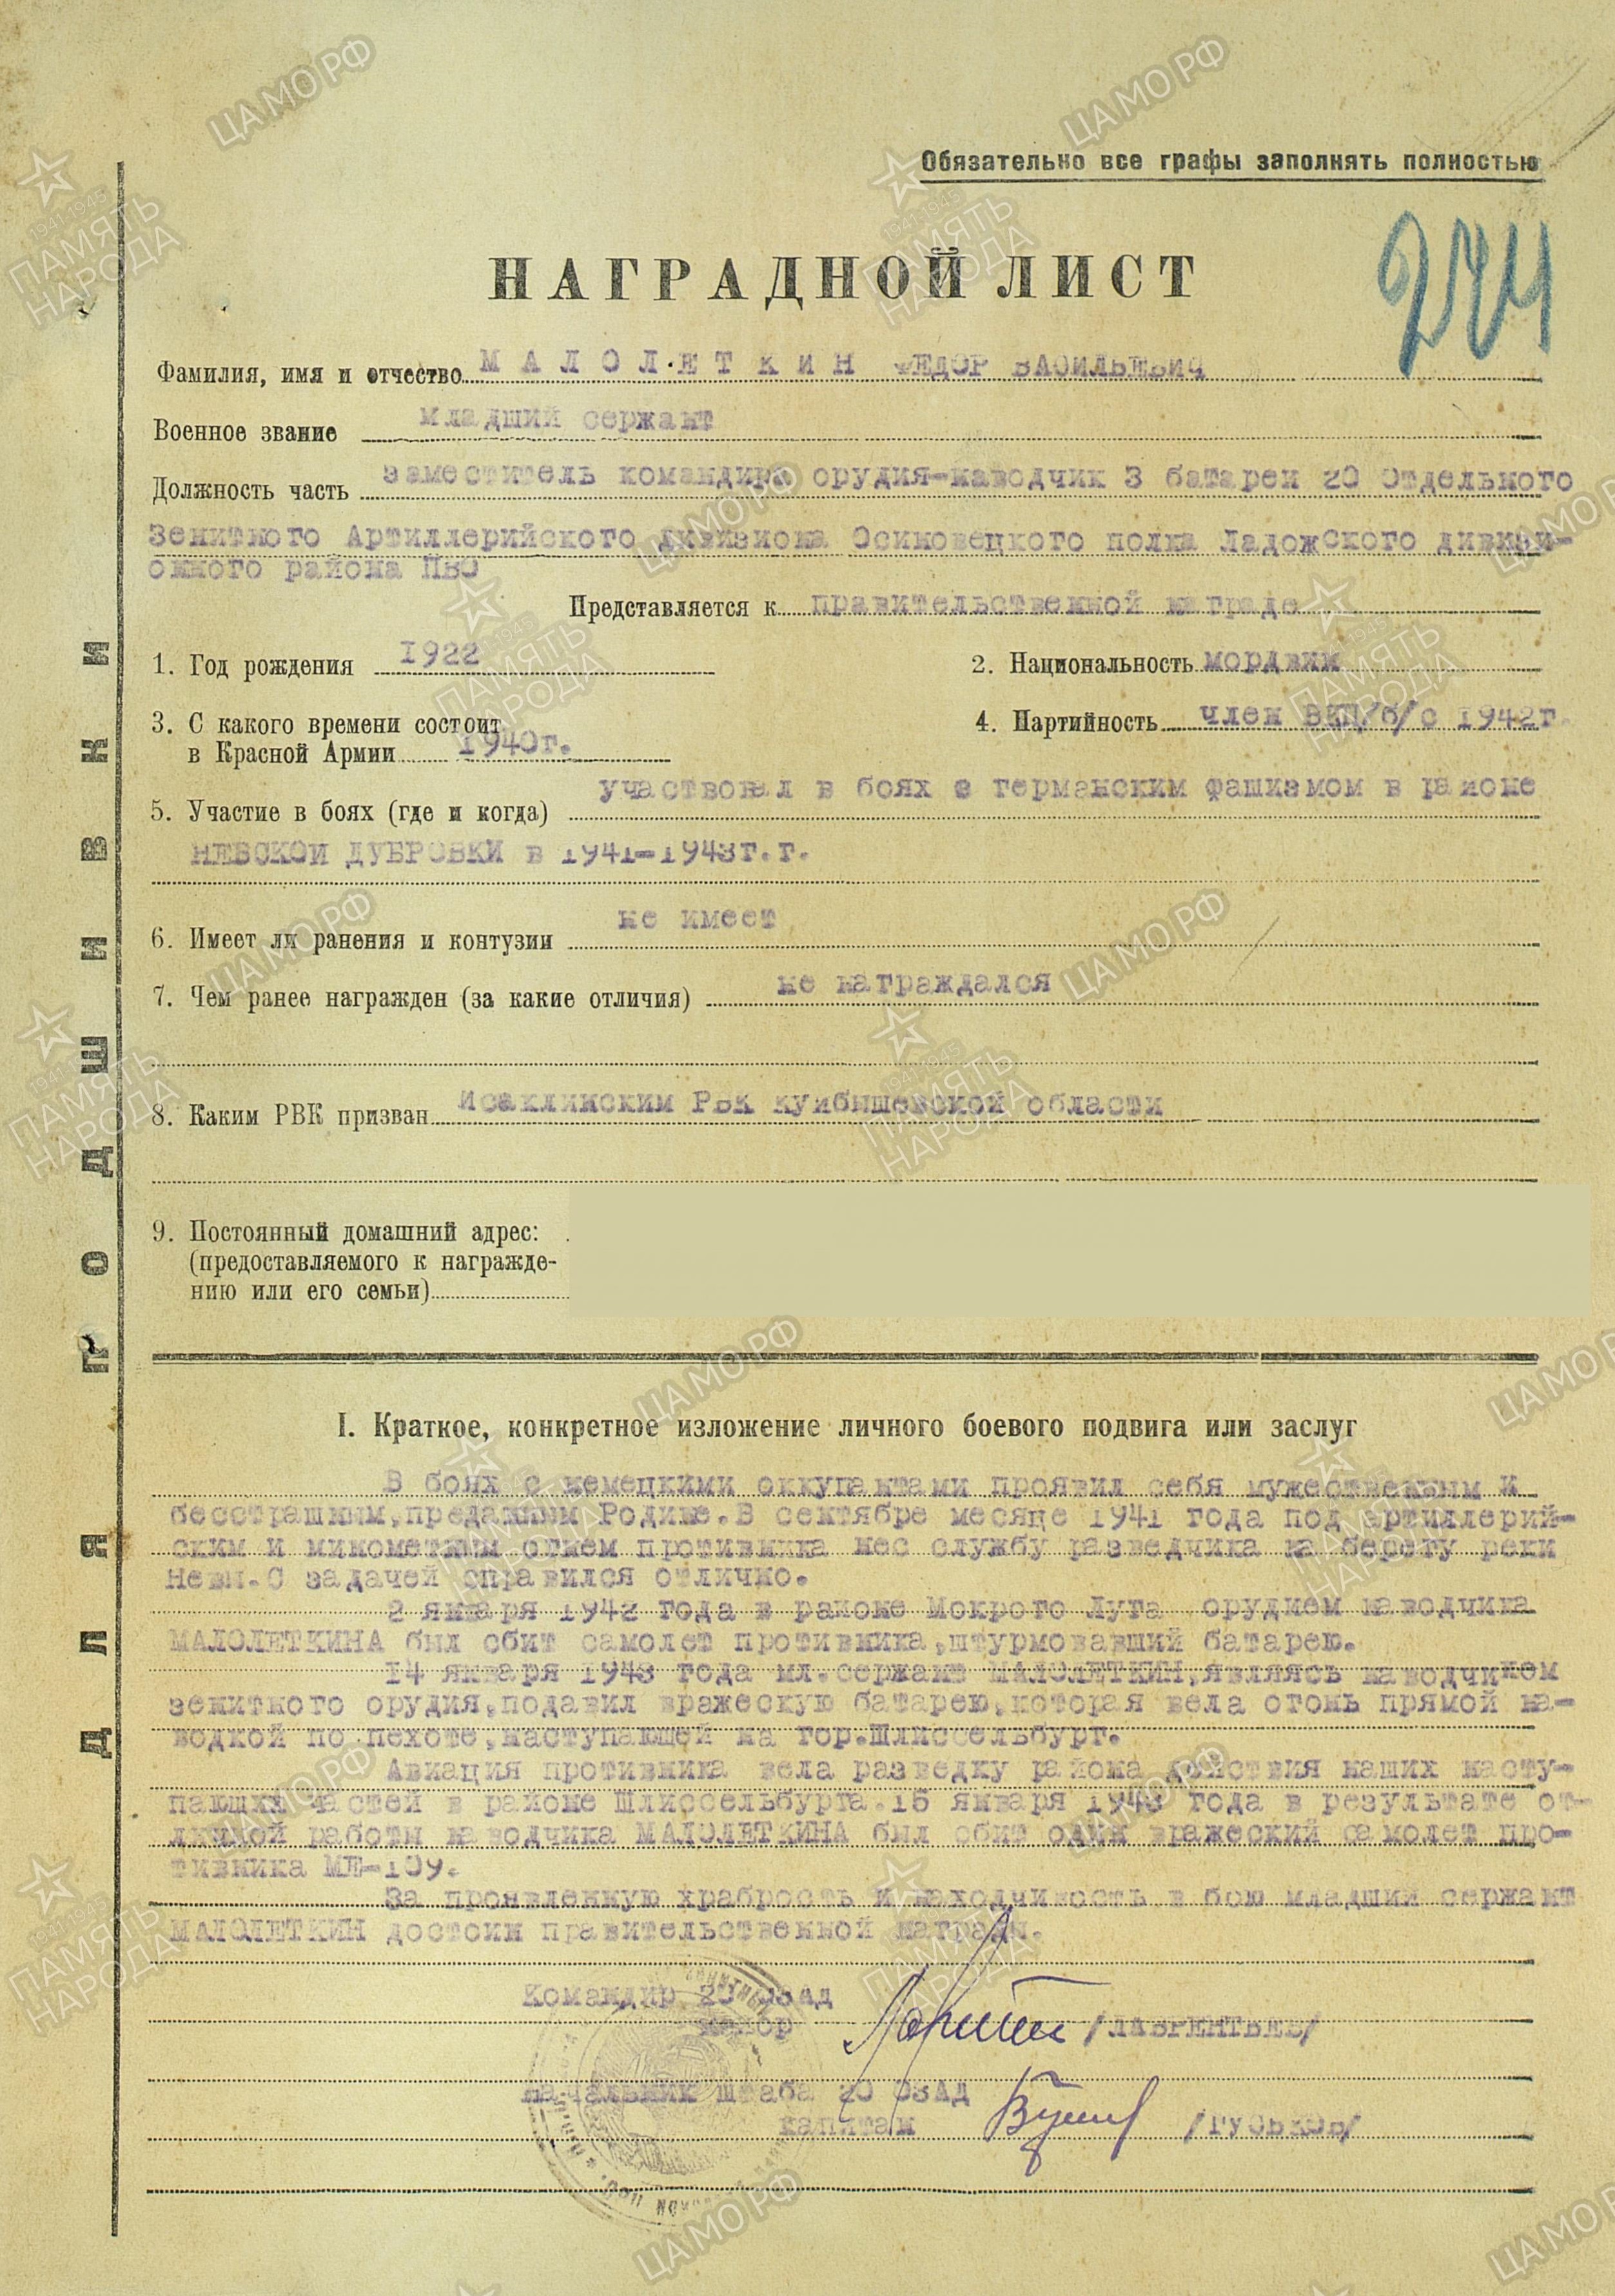 Обязательно все графы заполнять полностью
НАГРАДНОЙ ЛИСТ
Фамилия, имя и отчество МАЛОЛЕТКИН ФЕДОР ВАСИЛЬЕВИЧ
Военное звание младший сержант
Должность часть заместитель командира орудия-наводчик 3 батареи 20 Отдельного
Зенитного Артиллерийского дивизиона Осиновецкого полка Ладожского дивизи-
онного района ПВО
Представляется к правительственной награде
1. Год рождения 1922
2. Национальность мордвин
3. С какого времени состоит
в Красной Армии 1940г.
4. Партийность член ВКП/б/с 1942г.
5. Участие в боях (где и когда) участвовал в боях с германским фашизмом в районе
НЕВСКОЙ ДУБРОВКИ в 1941-1943г.г.
6. Имеет ли ранения и контузии не имеет
7. Чем ранее награжден (за какие отличия) не награждался
8. Каким РВК призван Исаклинским РВК Куйбышевской области
9. Постоянный домашний адрес:
(предоставляемого к награжде-
нию или его семьи)
I. Краткое, конкретное изложение личного боевого подвига или заслуг
В боях с немецкими оккупантами проявил себя мужественным и
бесстрашным,преданным Родине.В сентябре месяце 1941 года под артиллерий-
ским и минометным огнем противника нес службу разведчика на берегу реки
Невы.С задачей справился отлично.
2 января 1942 года в районе Мокрого Луга орудием наводчика
МАЛОЛЕТКИНА был сбит самолет противника,штурмовавший батарею.
14 января 1943 года мл.сержант МАЛОЛЕТКИН,являясь наводчиком
зенитного орудия,подавил вражескую батарею,которая вела огонь прямой на-
водкой по пехоте,наступающей на гор.Шлиссельбург.
Авиация противника вела разведку района действия наших насту-
пающих частей в районе Шлиссельбурга.15 января 1943 года в результате от-
личной работы наводчика МАЛОЛЕТКИНА был сбит один вражеский самолет про-
тивника МЕ-109.
За проявленную храбрость и находчивость в бою младший сержант
МАЛОЛЕТКИН достоин правительственной награды.
Командир 20 ОЗАД
майор /ЛАВРЕНТЬЕВ/
Начальник штаба 20 ОЗАД
капитан /ГУСЬКОВ/
ДЛЯ ПОДШИВКИ
ЦАМО.РФ
1941-1945
ПАМЯТЬ
НАРОДА